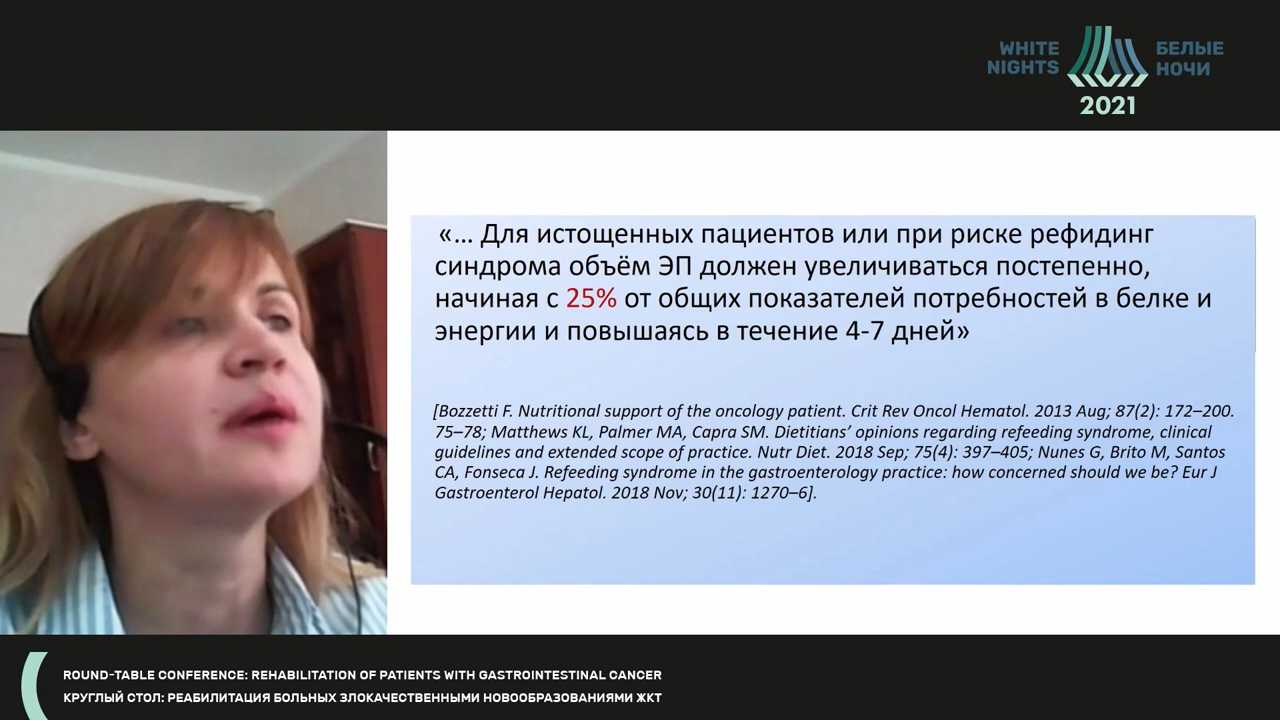 WHITE
NIGHTS
БЕЛЫЕ
НОЧИ
2021
«… Для истощенных пациентов или при риске рефидинг
синдрома объём ЭП должен увеличиваться постепенно,
начиная с 25% от общих показателей потребностей в белке и
энергии и повышаясь в течение 4-7 дней»
[Bozzetti F. Nutritional support of the oncology patient. Crit Rev Oncol Hematol. 2013 Aug; 87(2): 172–200.
75–78; Matthews KL, Palmer MA, Capra SM. Dietitians’ opinions regarding refeeding syndrome, clinical
guidelines and extended scope of practice. Nutr Diet. 2018 Sep; 75(4): 397–405; Nunes G, Brito M, Santos
CA, Fonseca J. Refeeding syndrome in the gastroenterology practice: how concerned should we be? Eur J
Gastroenterol Hepatol. 2018 Nov; 30(11): 1270–6].
ROUND-TABLE CONFERENCE: REHABILITATION OF PATIENTS WITH GASTROINTESTINAL CANCER
КРУГЛЫЙ СТОЛ: РЕАБИЛИТАЦИЯ БОЛЬНЫХ ЗЛОКАЧЕСТВЕННЫМИ НОВООБРАЗОВАНИЯМИ ЖКТ